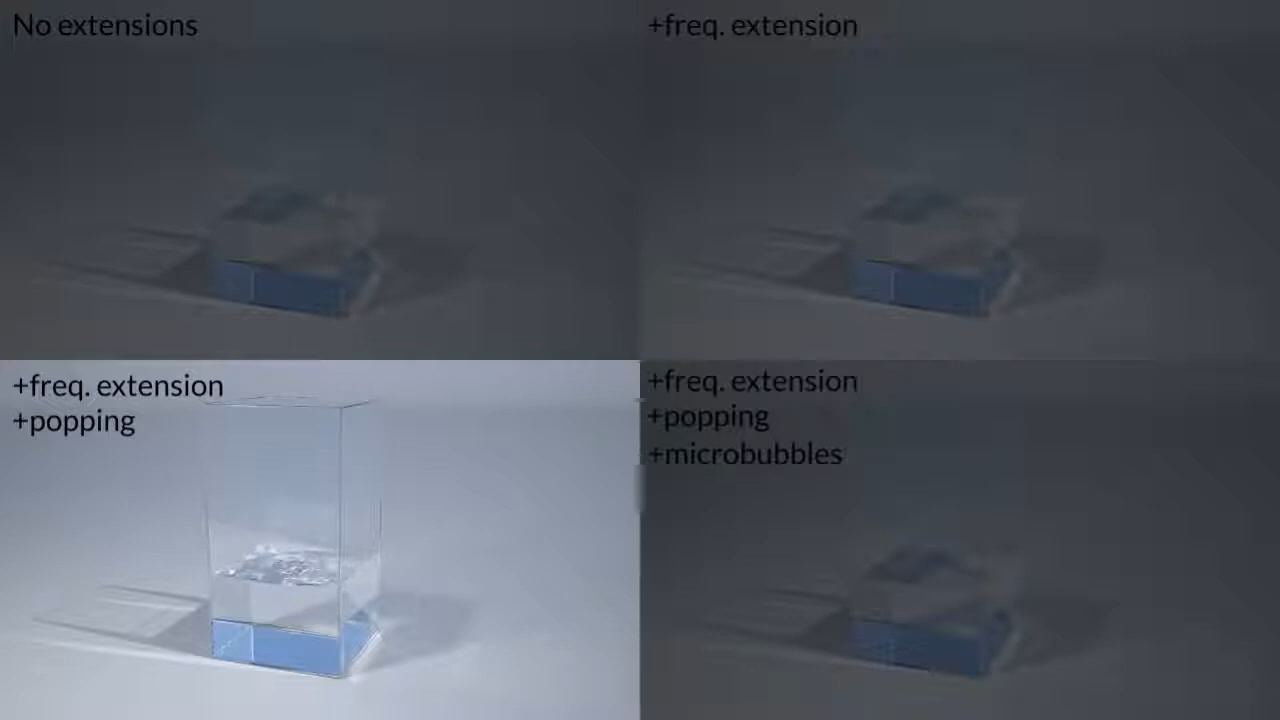 No extensions
+freq. extension
+freq. extension
+popping
+freq. extension
+popping
+microbubbles